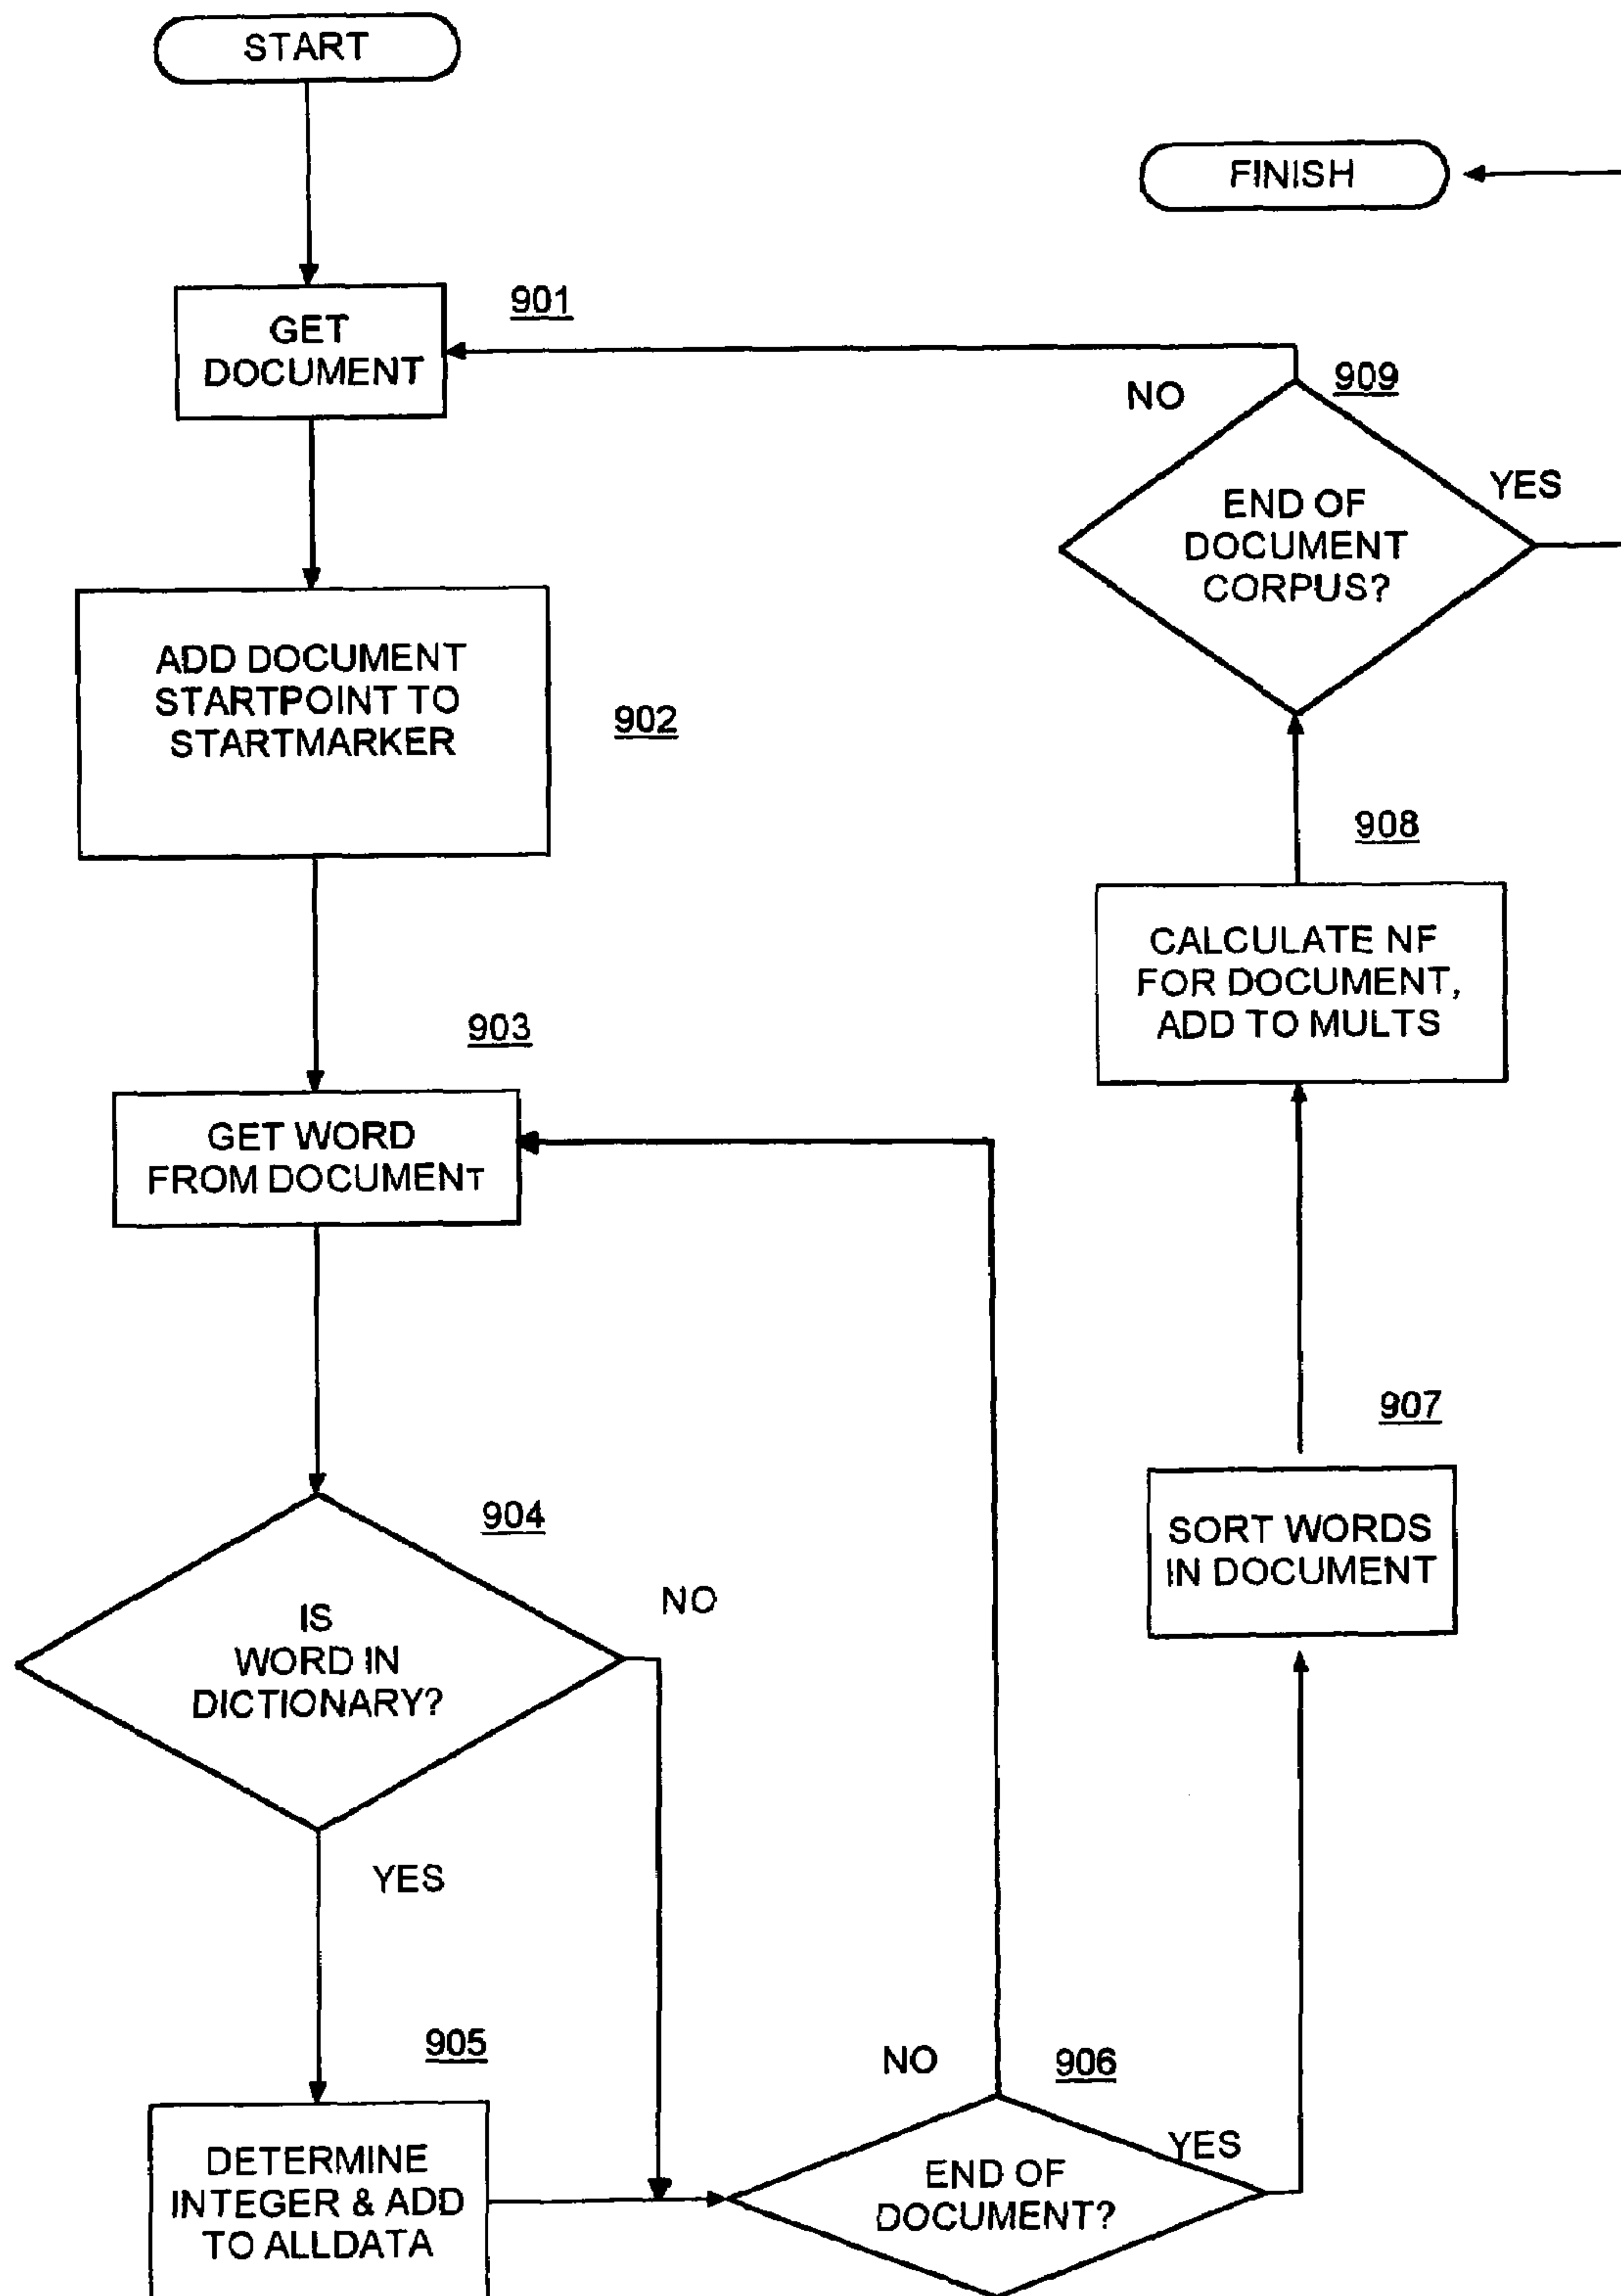 START
FINISH
901
GET
DOCUMENT
909
NO
YES
END OF
DOCUMENT
CORPUS?
ADD DOCUMENT
STARTPOINT TO
STARTMARKER
902
908
CALCULATE NF
FOR DOCUMENT,
ADD TO MULTS
903
GET WORD
FROM DOCUMENT
907
SORT WORDS
IN DOCUMENT
904
NO
IS
WORD IN
DICTIONARY?
YES
905
NO
906
YES
DETERMINE
INTEGER & ADD
TO ALLDATA
END OF
DOCUMENT?